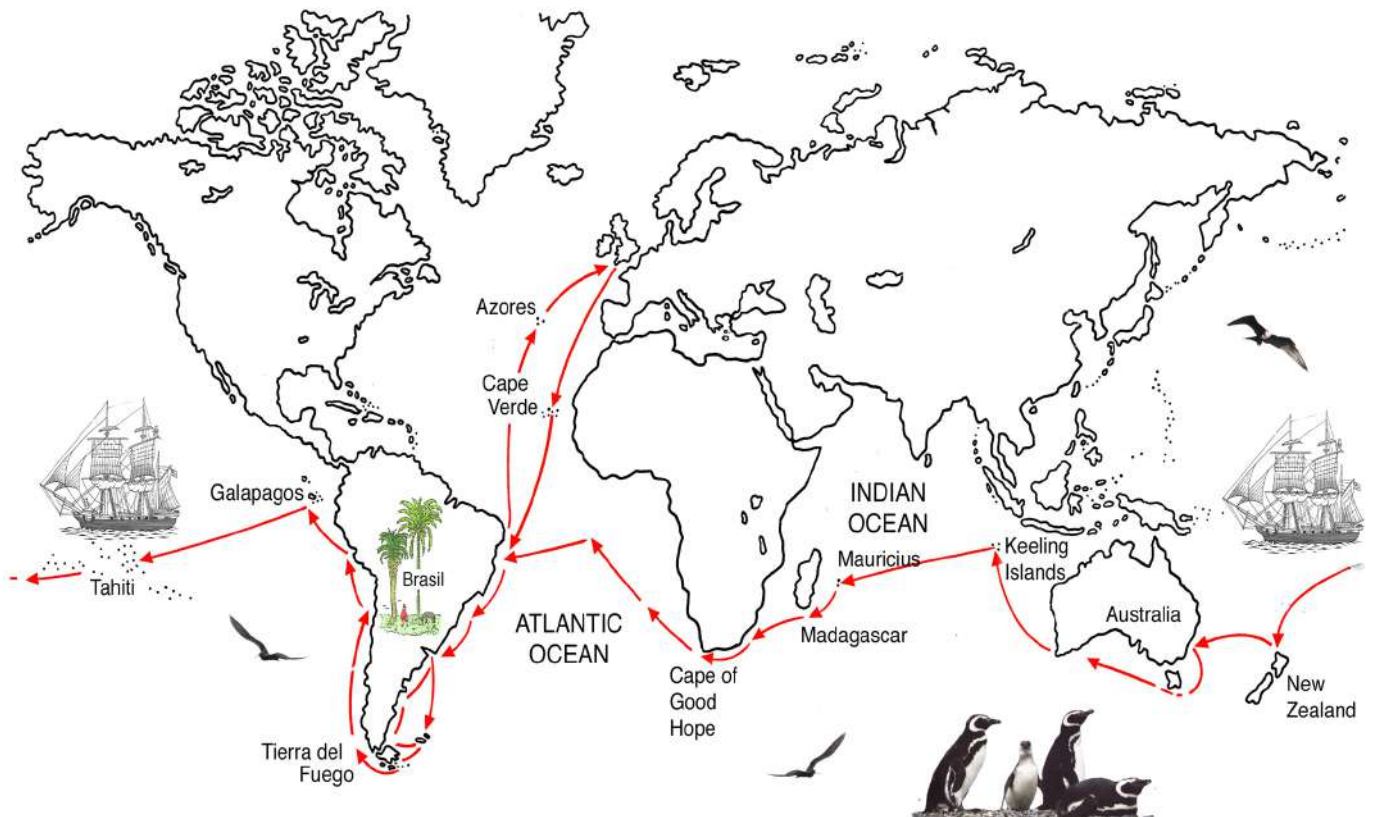 Azores
Cape
Verde
Galapagos
Tahiti
Brasil
ATLANTIC
OCEAN
Tierra del
Fuego
Cape of
Good
Hope
INDIAN
OCEAN
Mauricius
Madagascar
Keeling
Islands
Australia
New
Zealand